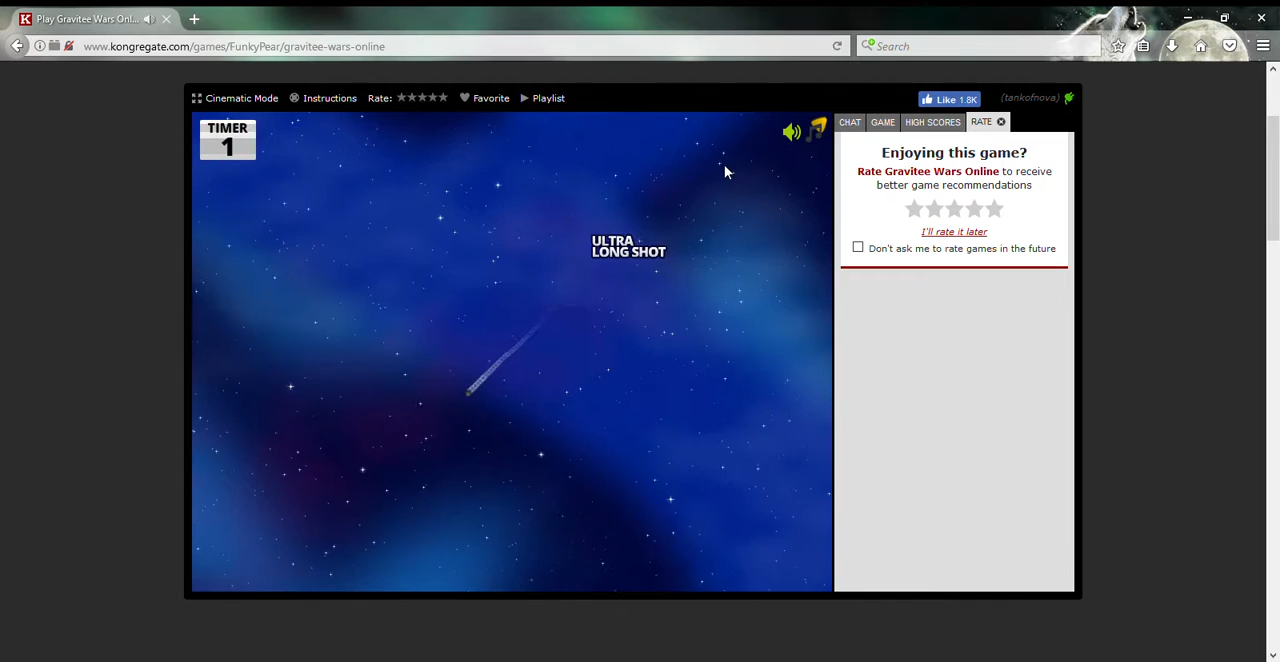 Play Gravitee Wars Onl...
www.kongregate.com/games/FunkyPear/gravitee-wars-online
Search
Cinematic Mode Instructions Rate: Favorite Playlist Like 1.8K (tankofnova)
TIMER
1
ULTRA
LONG SHOT
CHAT GAME HIGH SCORES RATE
Enjoying this game?
Rate Gravitee Wars Online to receive
better game recommendations
I'll rate it later
Don't ask me to rate games in the future